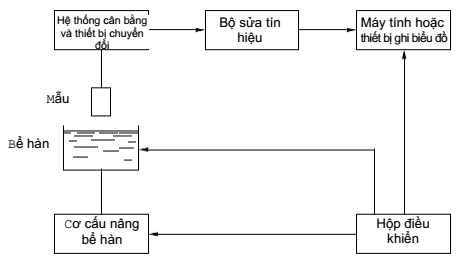 Hệ thống cân bằng
và thiết bị chuyển
đổi
Bộ sửa tín
hiệu
Máy tính hoặc
thiết bị ghi biểu đồ
Mẫu
Bể hàn
Cơ cấu nâng
bể hàn
Hộp điều
khiển